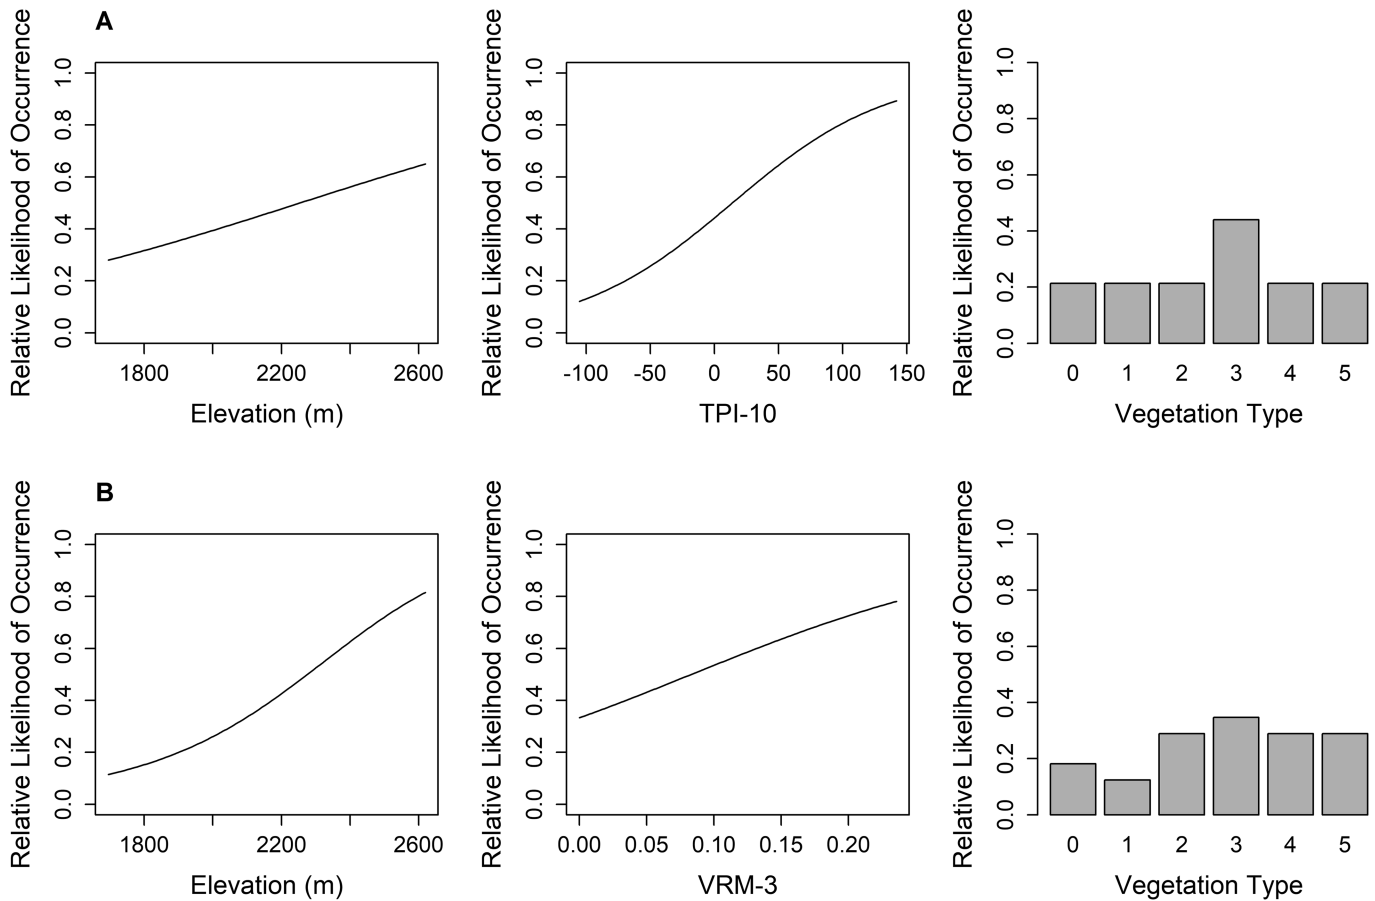 A
Relative Likelihood of Occurrence
1.0
0.8
0.6
0.4
0.2
0.0
1800 2200 2600
Elevation (m)
Relative Likelihood of Occurrence
1.0
0.8
0.6
0.4
0.2
0.0
-100 -50 0 50 100 150
TPI-10
Relative Likelihood of Occurrence
1.0
0.8
0.6
0.4
0.2
0.0
0 1 2 3 4 5
Vegetation Type
B
Relative Likelihood of Occurrence
1.0
0.8
0.6
0.4
0.2
0.0
1800 2200 2600
Elevation (m)
Relative Likelihood of Occurrence
1.0
0.8
0.6
0.4
0.2
0.0
0.00 0.05 0.10 0.15 0.20
VRM-3
Relative Likelihood of Occurrence
1.0
0.8
0.6
0.4
0.2
0.0
0 1 2 3 4 5
Vegetation Type